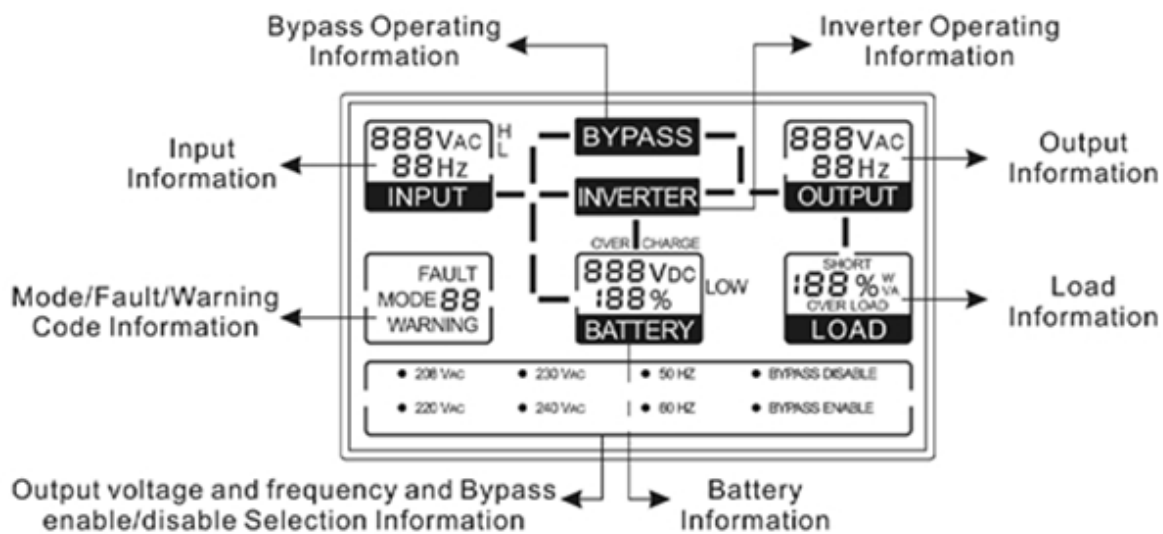 Bypass Operating
Information
Inverter Operating
Information
Input
Information
888VAC H
L
88Hz
INPUT
BYPASS
INVERTER
888VAC
88Hz
OUTPUT
Output
Information
Mode/Fault/Warning
Code Information
FAULT
MODE 88
WARNING
OVER CHARGE
888VDC
188%
LOW
BATTERY
SHORT
188% W
VA
OVER LOAD
LOAD
Load
Information
• 208 VAC • 230 VAC • 50 HZ • BYPASS DISABLE
• 220 VAC • 240 VAC • 60 HZ • BYPASS ENABLE
Output voltage and frequency and Bypass
enable/disable Selection Information
Battery
Information